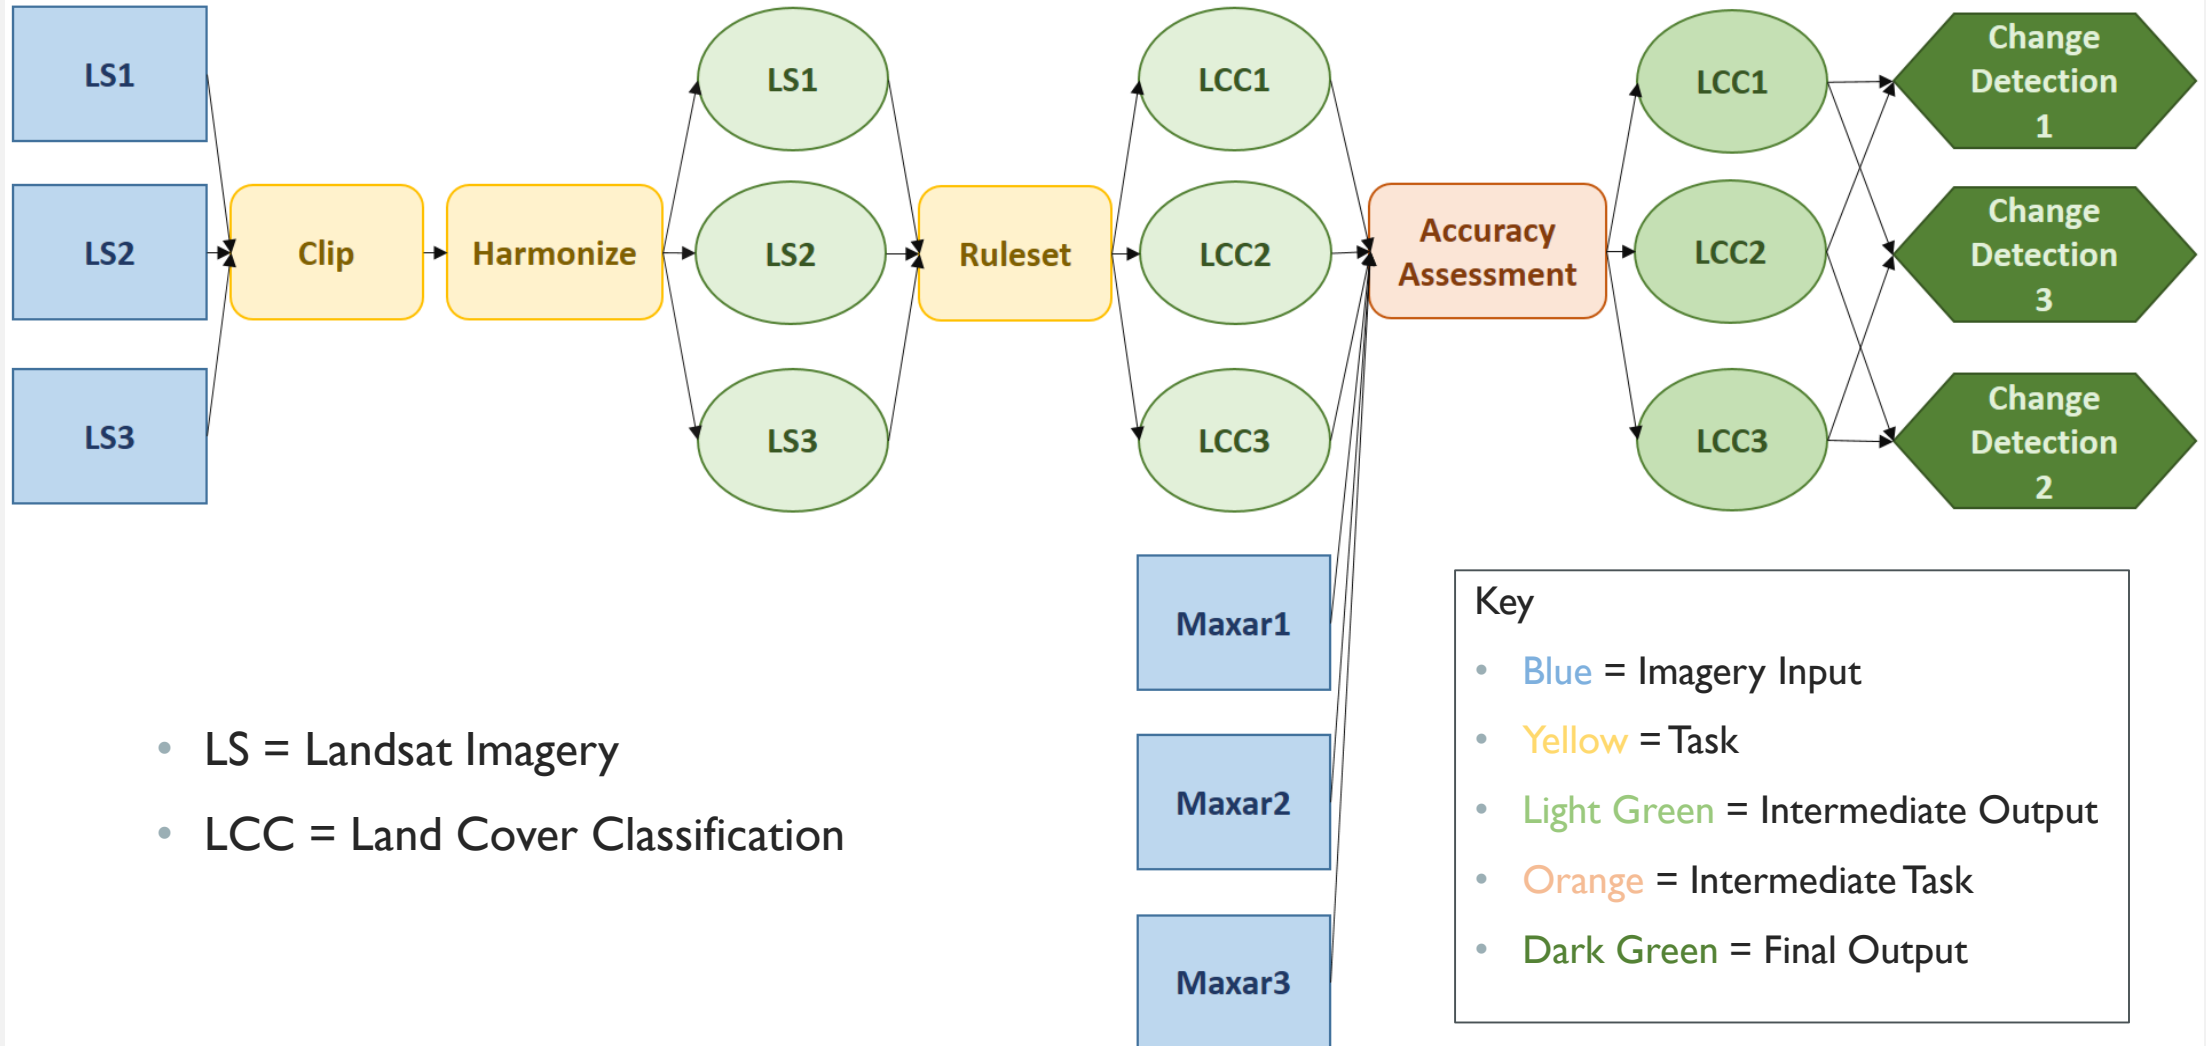 LS1
LS2
LS3
Clip
Harmonize
LS1
LS2
LS3
Ruleset
LCC1
LCC2
LCC3
Maxar1
Maxar2
Maxar3
Accuracy
Assessment
LCC1
LCC2
LCC3
Change
Detection
1
Change
Detection
3
Change
Detection
2
• LS = Landsat Imagery
• LCC = Land Cover Classification
Key
• Blue = Imagery Input
• Yellow = Task
• Light Green = Intermediate Output
• Orange = Intermediate Task
• Dark Green = Final Output